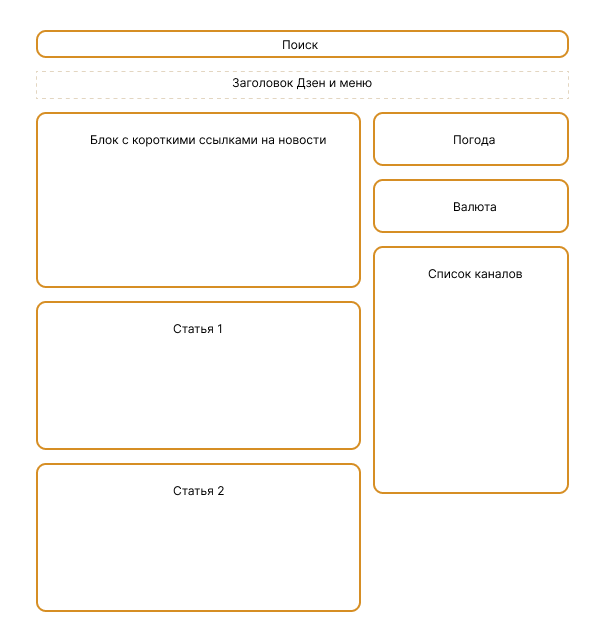 Поиск
Заголовок Дзен и меню
Блок с короткими ссылками на новости
Погода
Валюта
Список каналов
Статья 1
Статья 2